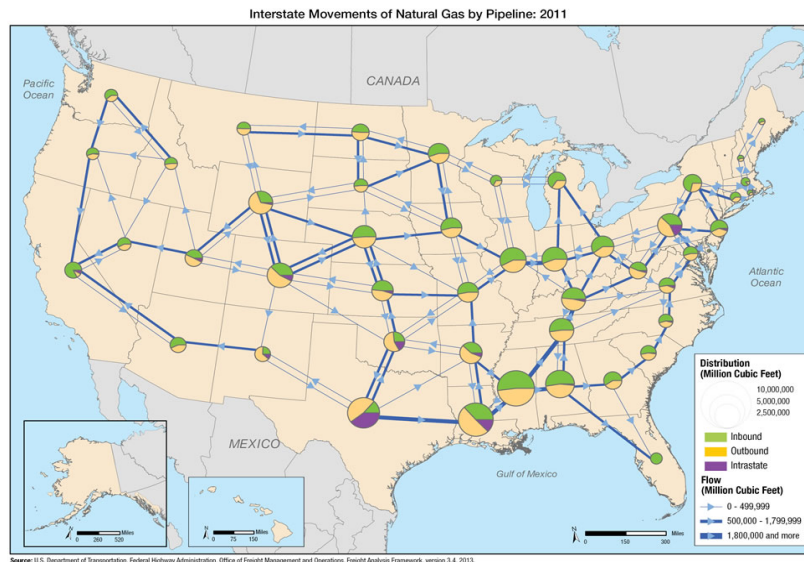 Interstate Movements of Natural Gas by Pipeline: 2011
Pacific
Ocean
CANADA
Atlantic
Ocean
MEXICO
Gulf of Mexico
Distribution
(Million Cubic Feet)
10,000,000
5,000,000
2,500,000
Inbound
Outbound
Intrastate
Flow
(Million Cubic Feet)
0 - 499,999
500,000 - 1,799,999
1,800,000 and more
N
Miles
0 260 520
N
Miles
0 75 150
N
Miles
0 150 300
Source: U.S. Department of Transportation, Federal Highway Administration, Office of Freight Management and Operations, Freight Analysis Framework, version 3.4, 2013.